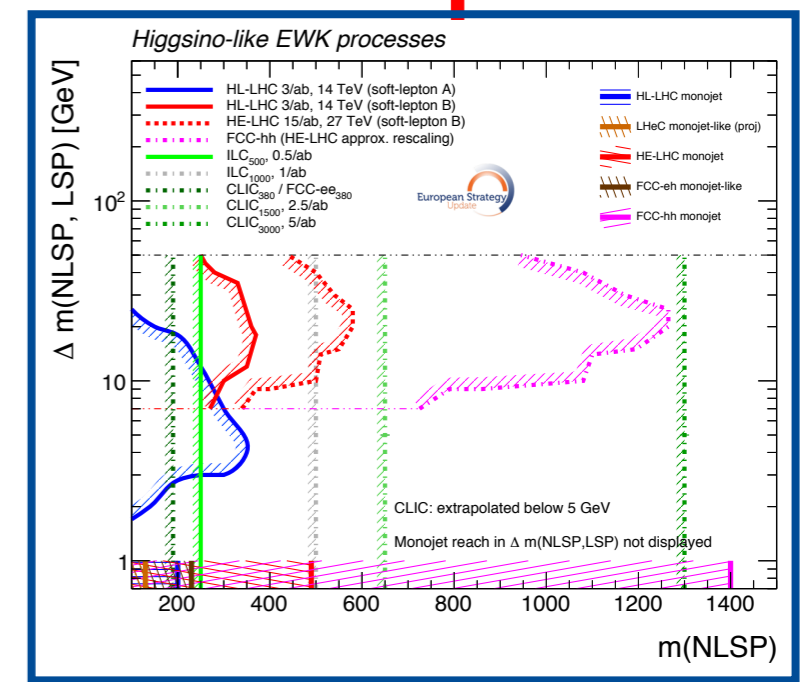 Higgsino-like EWK processes
Δ m(NLSP, LSP) [GeV]
HL-LHC 3/ab, 14 TeV (soft-lepton A)
HL-LHC 3/ab, 14 TeV (soft-lepton B)
HE-LHC 15/ab, 27 TeV (soft-lepton B)
FCC-hh (HE-LHC approx. rescaling)
ILC₅₀₀, 0.5/ab
ILC₁₀₀₀, 1/ab
CLIC₃₈₀ / FCC-ee₃₈₀
CLIC₁₅₀₀, 2.5/ab
CLIC₃₀₀₀, 5/ab
HL-LHC monojet
LHeC monojet-like (proj)
HE-LHC monojet
FCC-eh monojet-like
FCC-hh monojet
European Strategy
Update
10²
10
1
CLIC: extrapolated below 5 GeV
Monojet reach in Δ m(NLSP,LSP) not displayed
200 400 600 800 1000 1200 1400
m(NLSP)